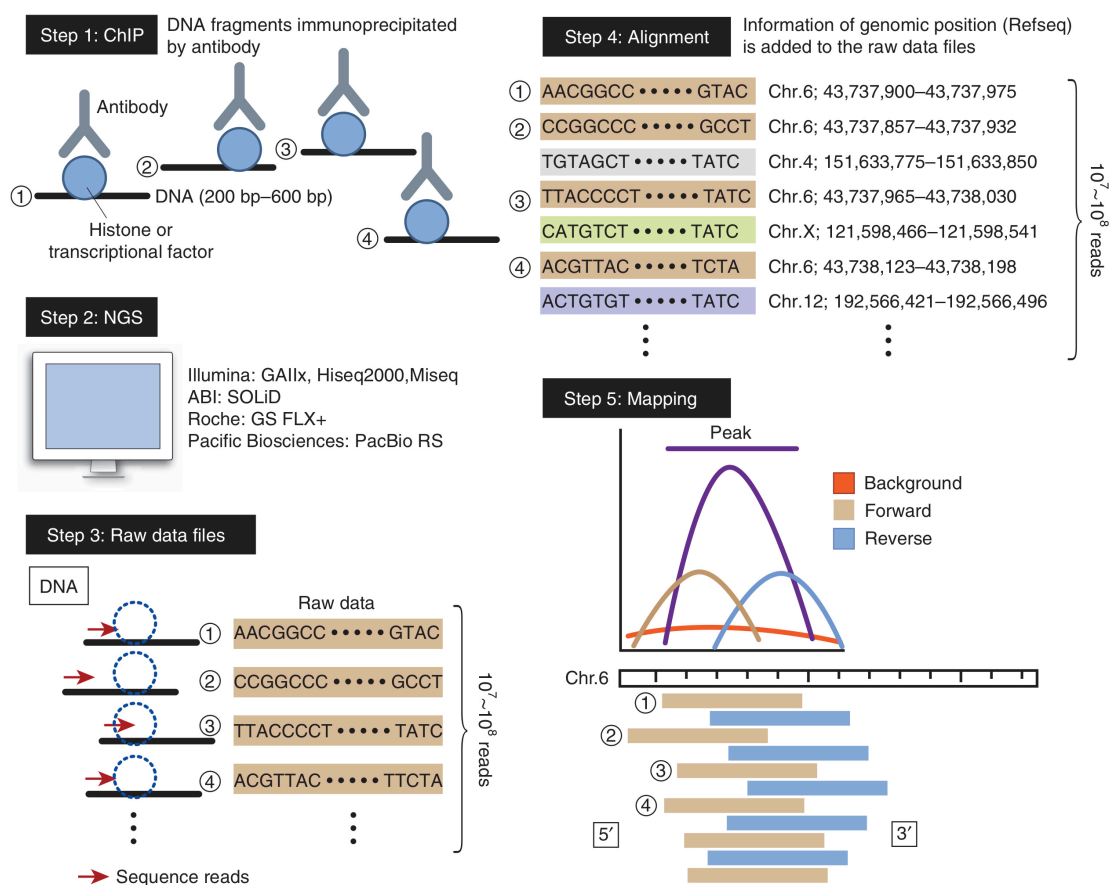 Step 1: ChIP
DNA fragments immunoprecipitated
by antibody
Antibody
①
②
③
④
DNA (200 bp–600 bp)
Histone or
transcriptional factor
Step 2: NGS
Illumina: GAIIx, Hiseq2000,Miseq
ABI: SOLiD
Roche: GS FLX+
Pacific Biosciences: PacBio RS
Step 3: Raw data files
DNA
Raw data
① AACGGCC ••••• GTAC
② CCGGCCC ••••• GCCT
③ TTACCCCT ••••• TATC
④ ACGTTAC ••••• TTCTA
10⁷~10⁸ reads
Sequence reads
Step 4: Alignment
Information of genomic position (Refseq)
is added to the raw data files
① AACGGCC ••••• GTAC Chr.6; 43,737,900–43,737,975
② CCGGCCC ••••• GCCT Chr.6; 43,737,857–43,737,932
TGTAGCT ••••• TATC Chr.4; 151,633,775–151,633,850
③ TTACCCCT ••••• TATC Chr.6; 43,737,965–43,738,030
CATGTCT ••••• TATC Chr.X; 121,598,466–121,598,541
④ ACGTTAC ••••• TCTA Chr.6; 43,738,123–43,738,198
ACTGTGT ••••• TATC Chr.12; 192,566,421–192,566,496
10⁷~10⁸ reads
Step 5: Mapping
Peak
Background
Forward
Reverse
Chr.6
①
②
③
④
5′
3′